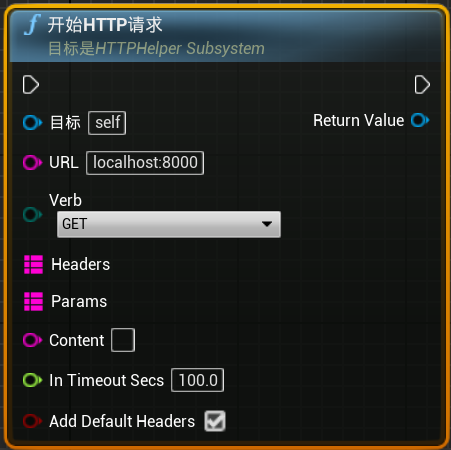 f 开始HTTP请求
目标是HTTPHelper Subsystem
目标 self
Return Value
URL localhost:8000
Verb
GET
Headers
Params
Content
In Timeout Secs 100.0
Add Default Headers